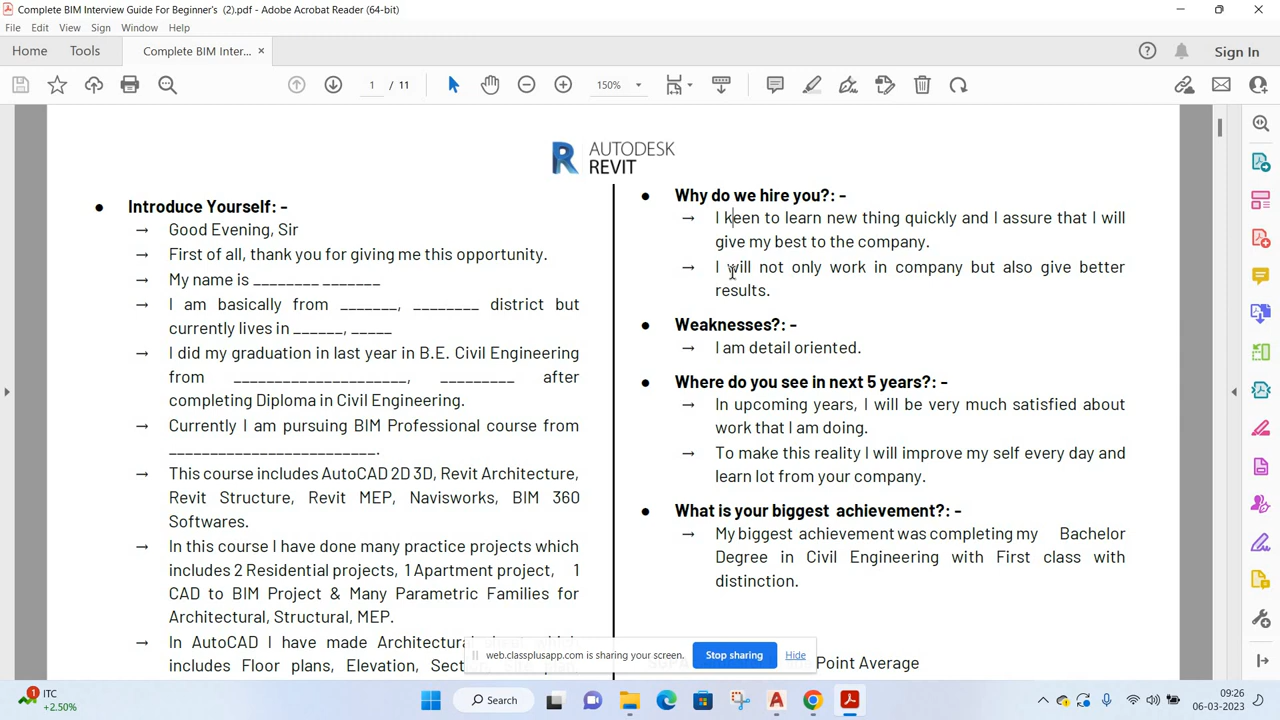 Complete BIM Interview Guide For Beginner's (2).pdf - Adobe Acrobat Reader (64-bit)
File Edit View Sign Window Help
Home Tools Complete BIM Inter... × Sign In
1 / 11 150%
AUTODESK
REVIT
● Introduce Yourself: -
→ Good Evening, Sir
→ First of all, thank you for giving me this opportunity.
→ My name is ________ _______
→ I am basically from _______, ________ district but
currently lives in ______, _____
→ I did my graduation in last year in B.E. Civil Engineering
from ______________________, _________ after
completing Diploma in Civil Engineering.
→ Currently I am pursuing BIM Professional course from
_________________________.
→ This course includes AutoCAD 2D 3D, Revit Architecture,
Revit Structure, Revit MEP, Navisworks, BIM 360
Softwares.
→ In this course I have done many practice projects which
includes 2 Residential projects, 1 Apartment project, 1
CAD to BIM Project & Many Parametric Families for
Architectural, Structural, MEP.
→ In AutoCAD I have made Architectural
includes Floor plans, Elevation,
● Why do we hire you?: -
→ I keen to learn new thing quickly and I assure that I will
give my best to the company.
→ I will not only work in company but also give better
results.
● Weaknesses?: -
→ I am detail oriented.
● Where do you see in next 5 years?: -
→ In upcoming years, I will be very much satisfied about
work that I am doing.
→ To make this reality I will improve my self every day and
learn lot from your company.
● What is your biggest achievement?: -
→ My biggest achievement was completing my Bachelor
Degree in Civil Engineering with First class with
distinction.
Point Average
web.classplusapp.com is sharing your screen. Stop sharing Hide
ITC
+2.50%
1
Search
09:26
06-03-2023